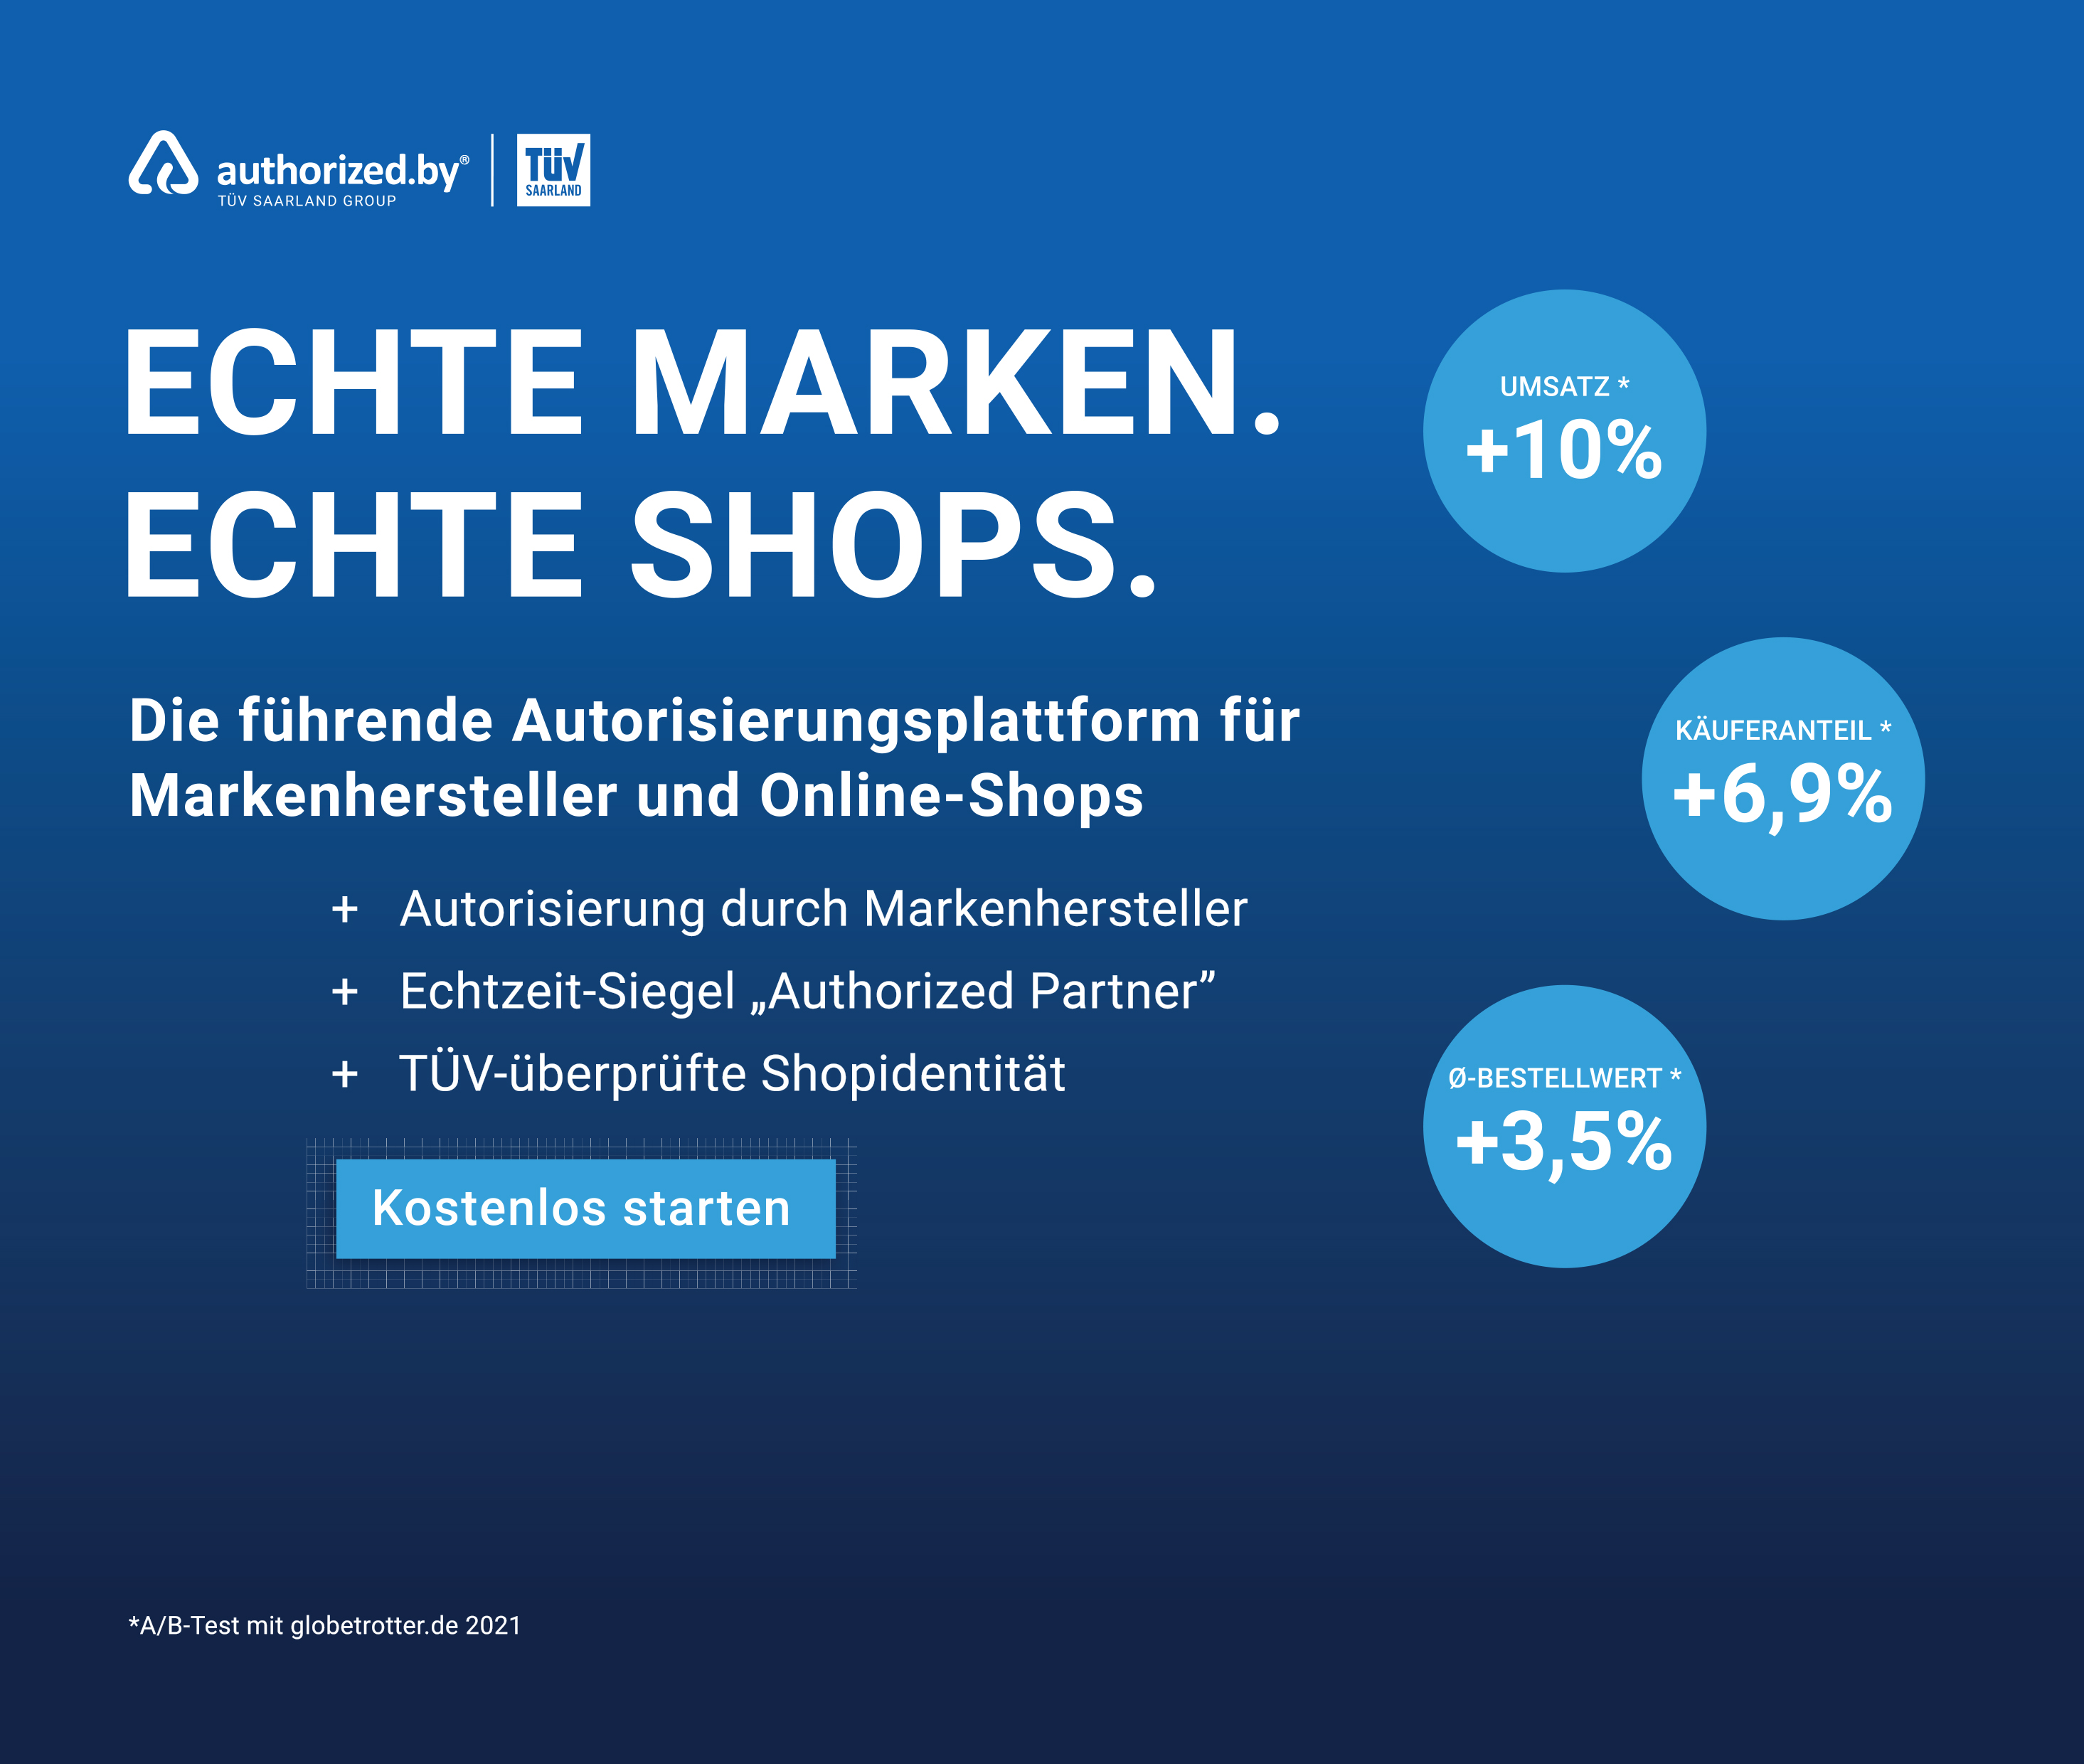 authorized.by®
TÜV SAARLAND GROUP
TÜV
SAARLAND
ECHTE MARKEN.
ECHTE SHOPS.
Die führende Autorisierungsplattform für
Markenhersteller und Online-Shops
+ Autorisierung durch Markenhersteller
+ Echtzeit-Siegel „Authorized Partner”
+ TÜV-überprüfte Shopidentität
Kostenlos starten
UMSATZ *
+10%
KÄUFERANTEIL *
+6,9%
Ø-BESTELLWERT *
+3,5%
*A/B-Test mit globetrotter.de 2021